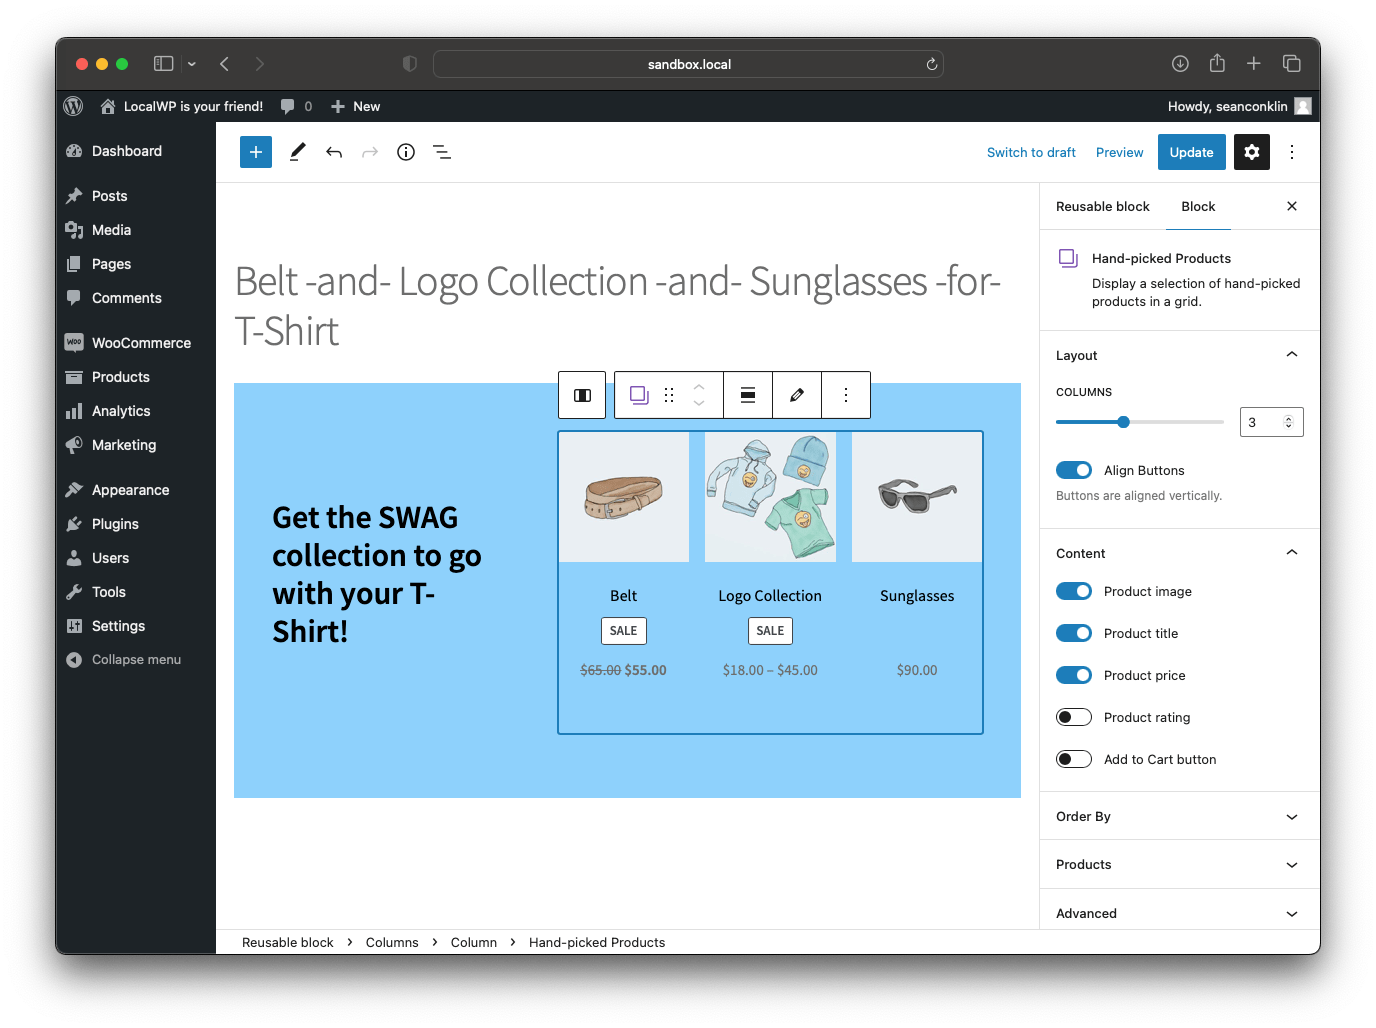 sandbox.local
LocalWP is your friend!
0
New
Howdy, seanconklin
Dashboard
Posts
Media
Pages
Comments
WOO
WooCommerce
Products
Analytics
Marketing
Appearance
Plugins
Users
Tools
Settings
Collapse menu
Switch to draft
Preview
Update
Belt -and- Logo Collection -and- Sunglasses -for-
T-Shirt
Get the SWAG
collection to go
with your T-
Shirt!
Belt
SALE
$65.00 $55.00
Logo Collection
SALE
$18.00 – $45.00
Sunglasses
$90.00
Reusable block
Block
Hand-picked Products
Display a selection of hand-picked
products in a grid.
Layout
COLUMNS
3
Align Buttons
Buttons are aligned vertically.
Content
Product image
Product title
Product price
Product rating
Add to Cart button
Order By
Products
Advanced
Reusable block > Columns > Column > Hand-picked Products